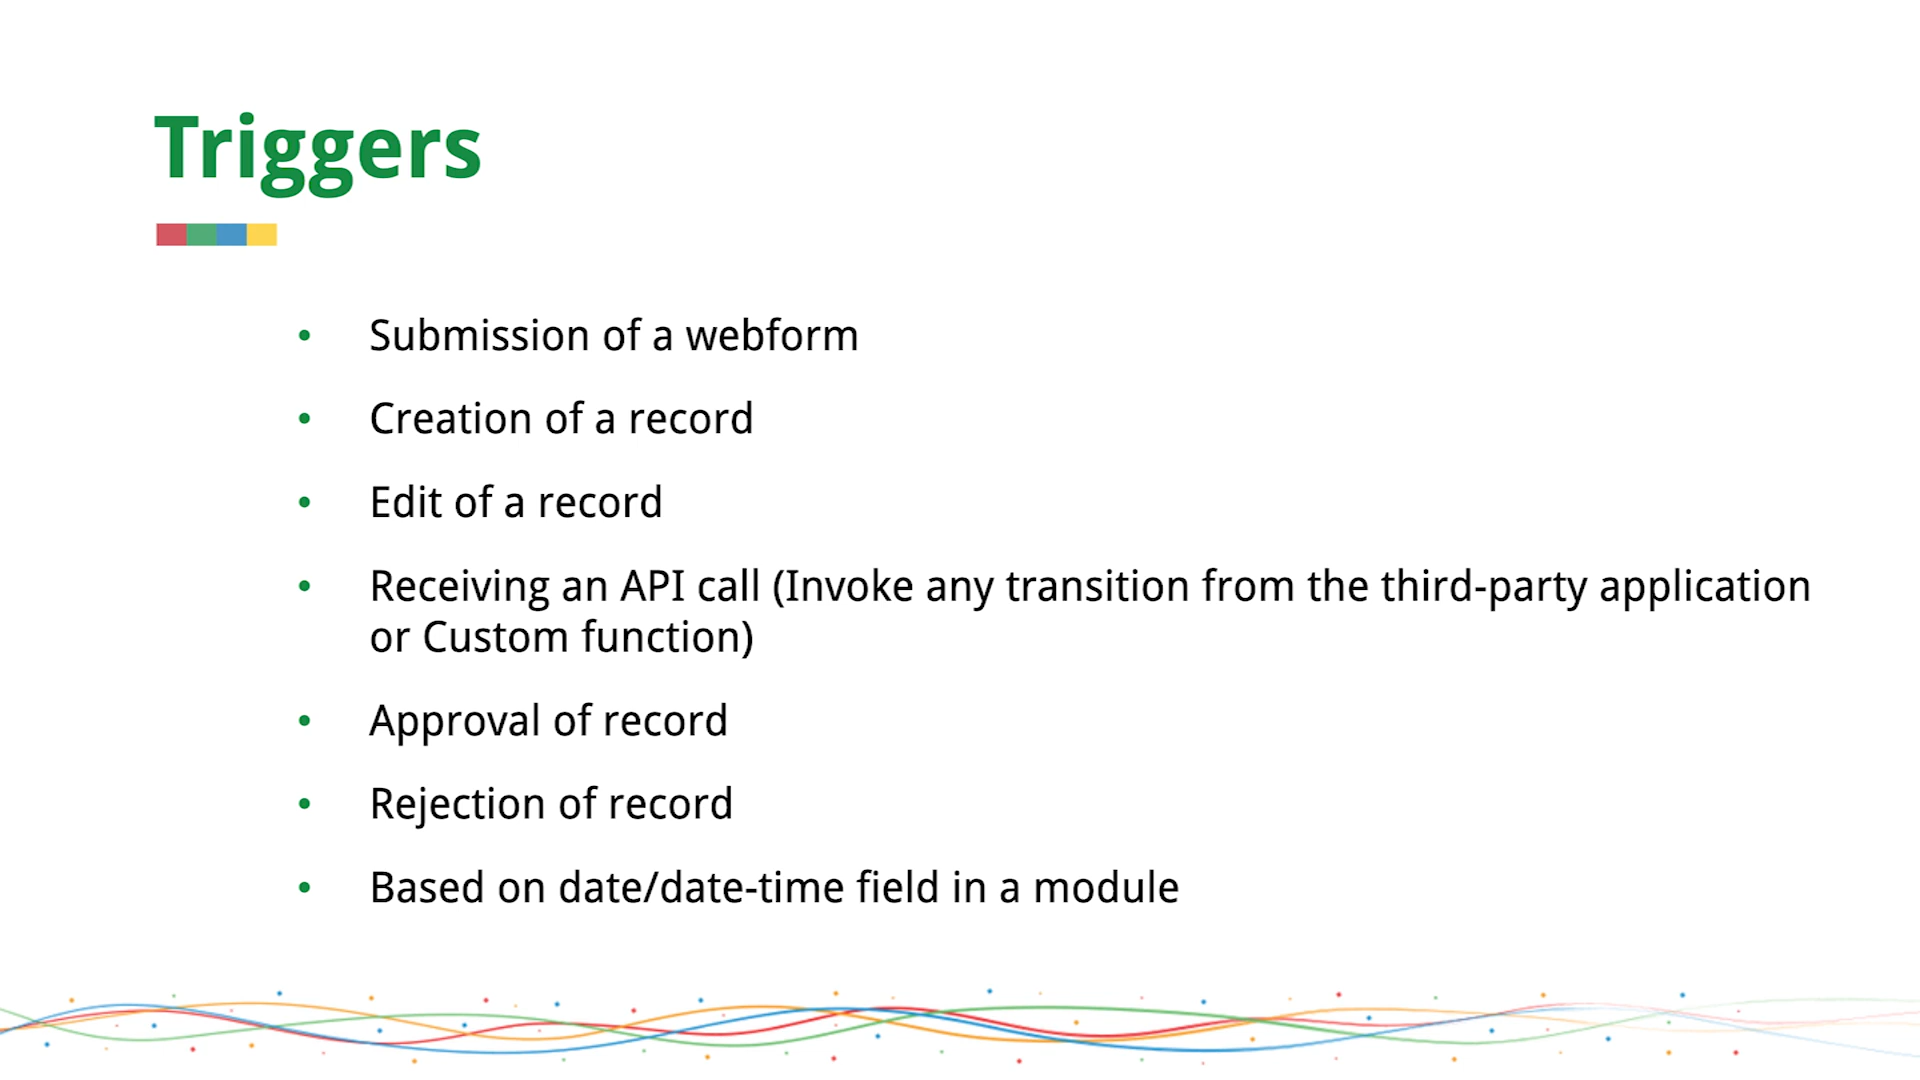 Triggers
• Submission of a webform
• Creation of a record
• Edit of a record
• Receiving an API call (Invoke any transition from the third-party application
or Custom function)
• Approval of record
• Rejection of record
• Based on date/date-time field in a module